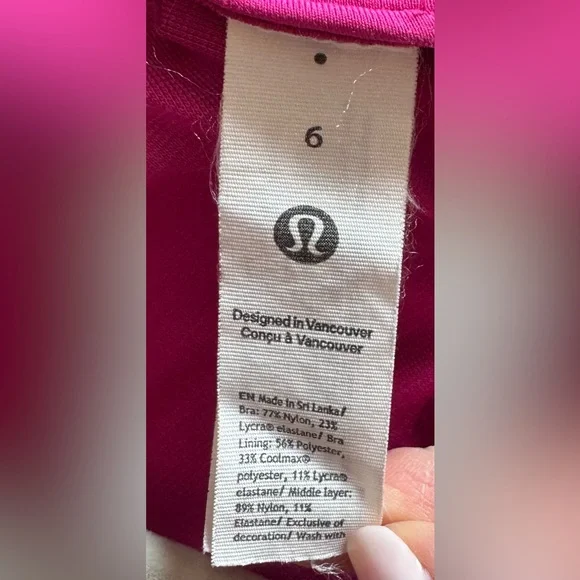 6
Designed in Vancouver
Conçu à Vancouver
EN Made in Sri Lanka/
Bra: 77% Nylon, 23%
Lycra® elastane/ Bra
Lining: 56% Polyester,
33% Coolmax®
polyester, 11% Lycra®
elastane/ Middle layer:
89% Nylon, 11%
Elastane/ Exclusive of
decoration/ Wash with